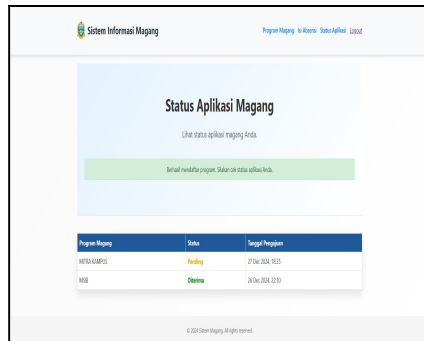 Sistem Informasi Magang
Program Magang Isi Absensi Status Aplikasi Logout
Status Aplikasi Magang
Lihat status aplikasi magang Anda.
Berhasil mendaftar program. Silakan cek status aplikasi Anda.
Program Magang Status Tanggal Pengajuan
MITRA KAMPUS Pending 27 Dec 2024, 18:35
MSIB Diterima 26 Dec 2024, 22:10
© 2024 Sistem Magang. All rights reserved.